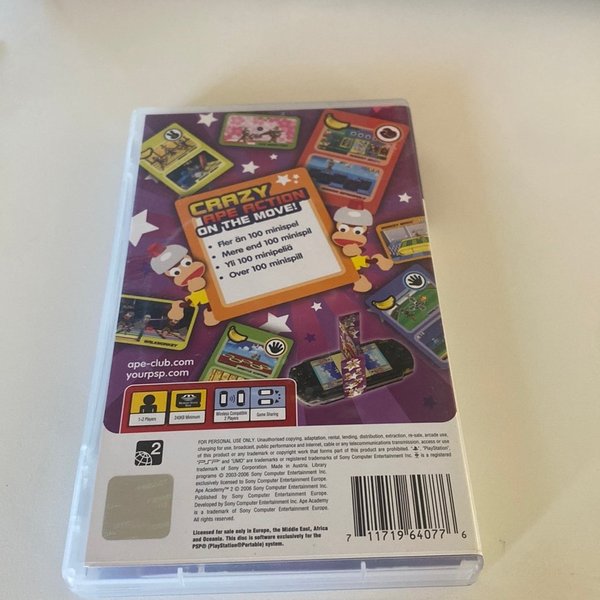 CRAZY
APE ACTION
ON THE MOVE!
• Fler än 100 minispel
• Mere end 100 minispil
• Yli 100 minipeliä
• Over 100 minispill
ape-club.com
yourpsp.com
1-2 Players
240KB Minimum
Wireless Compatible
2 Players
Game Sharing
2
FOR PERSONAL USE ONLY. Unauthorised copying, adaptation, rental, lending, distribution, extraction, re-sale, arcade use,
charging for use, broadcast, public performance and internet, cable or any telecommunications transmission, access or use
of this product or any trademark or copyright work that forms part of this product are prohibited. "PlayStation",
"PSP" and "UMD" are trademarks or registered trademarks of Sony Computer Entertainment Inc. is a registered
trademark of Sony Corporation. Made in Austria. Library
programs © 2003-2006 Sony Computer Entertainment Inc.
exclusively licensed to Sony Computer Entertainment Inc.
Ape Academy™ 2 © 2006 Sony Computer Entertainment Inc.
Published by Sony Computer Entertainment Europe.
Developed by Sony Computer Entertainment Inc. Ape Academy
is a trademark of Sony Computer Entertainment Europe.
All rights reserved.
Licensed for sale only in Europe, the Middle East, Africa
and Oceania. This disc is software exclusively for the
PSP® (PlayStation®Portable) system.
7 11719 64077 6